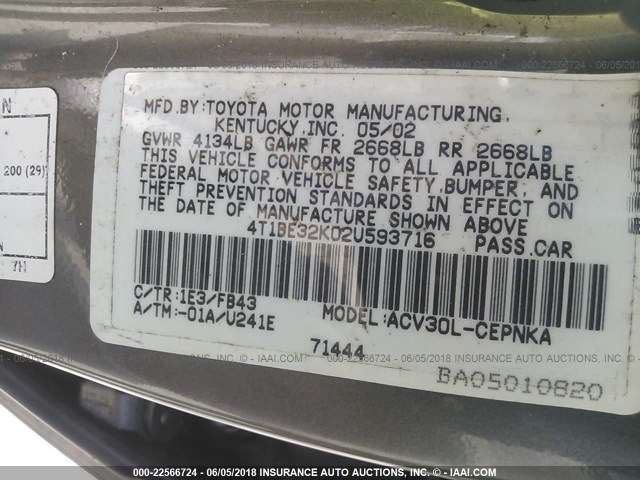 MFD.BY:TOYOTA MOTOR MANUFACTURING,
KENTUCKY,INC. 05/02
GVWR 4134LB GAWR FR 2668LB RR 2668LB
THIS VEHICLE CONFORMS TO ALL APPLICABLE
FEDERAL MOTOR VEHICLE SAFETY,BUMPER, AND
THEFT PREVENTION STANDARDS IN EFFECT ON
THE DATE OF MANUFACTURE SHOWN ABOVE
4T1BE32K02U593716 PASS.CAR
C/TR:1E3/FB43
A/TM:-01A/U241E MODEL:ACV30L-CEPNKA
71444
BA05010820
N
200 (29)
000-22566724 - 06/05/2018 INSURANCE AUTO AUCTIONS - WWW.IAAI.COM